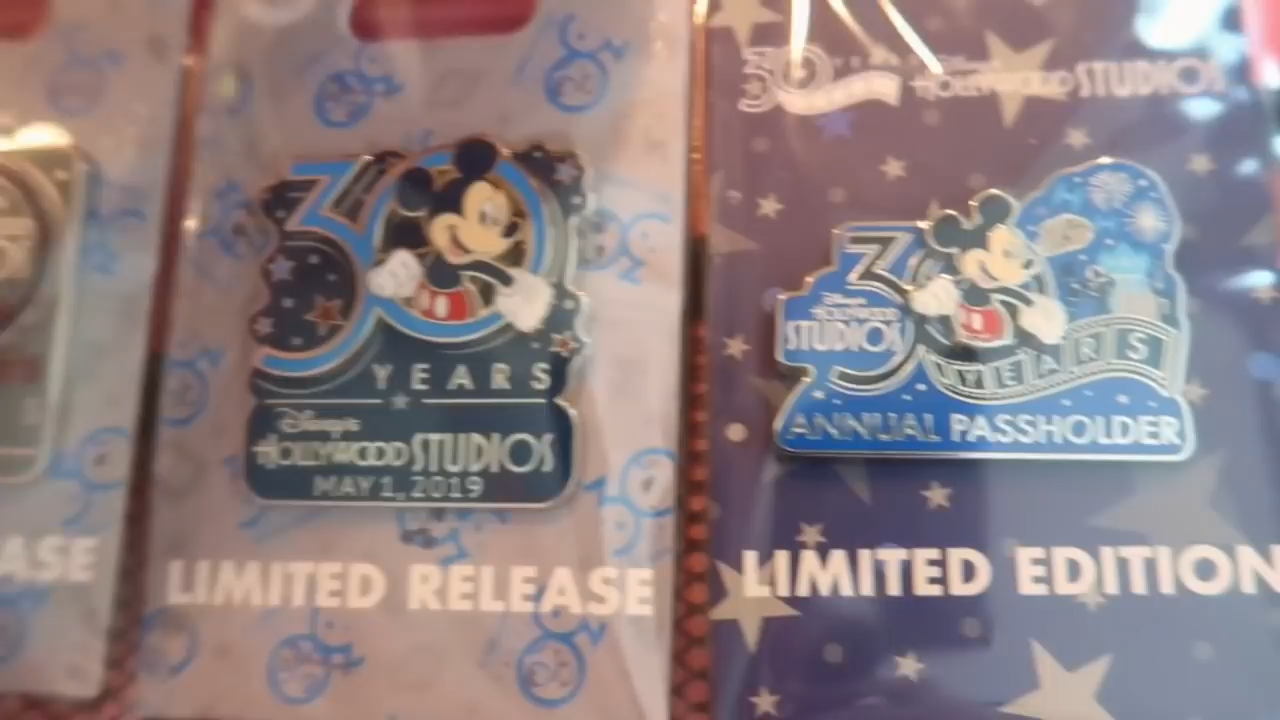 ASE
30
YEARS
Disney's
HOLLYWOOD STUDIOS
MAY 1, 2019
LIMITED RELEASE
30 YEARS
HOLLYWOOD STUDIOS
30
Disney's
HOLLYWOOD
STUDIOS
YEARS
ANNUAL PASSHOLDER
LIMITED EDITION